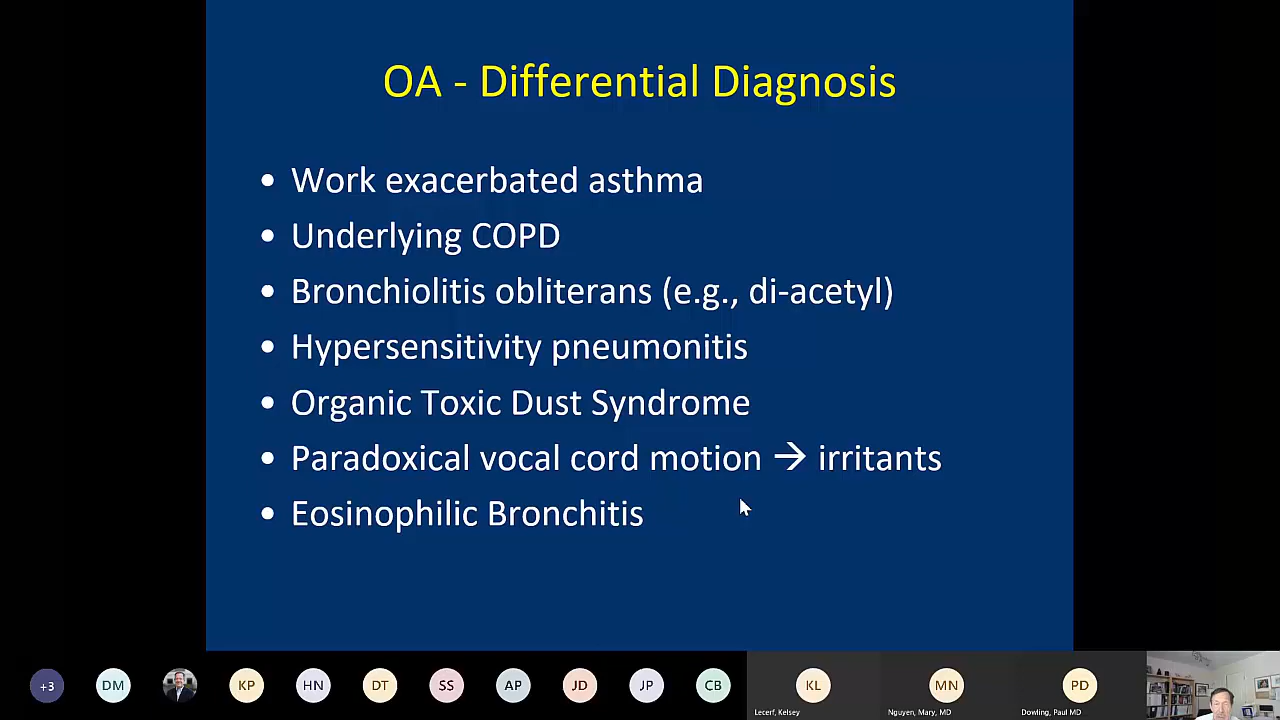 OA - Differential Diagnosis
• Work exacerbated asthma
• Underlying COPD
• Bronchiolitis obliterans (e.g., di-acetyl)
• Hypersensitivity pneumonitis
• Organic Toxic Dust Syndrome
• Paradoxical vocal cord motion → irritants
• Eosinophilic Bronchitis
+3 DM KP HN DT SS AP JD JP CB KL MN PD
Lecerf, Kelsey Nguyen, Mary, MD Dowling, Paul MD